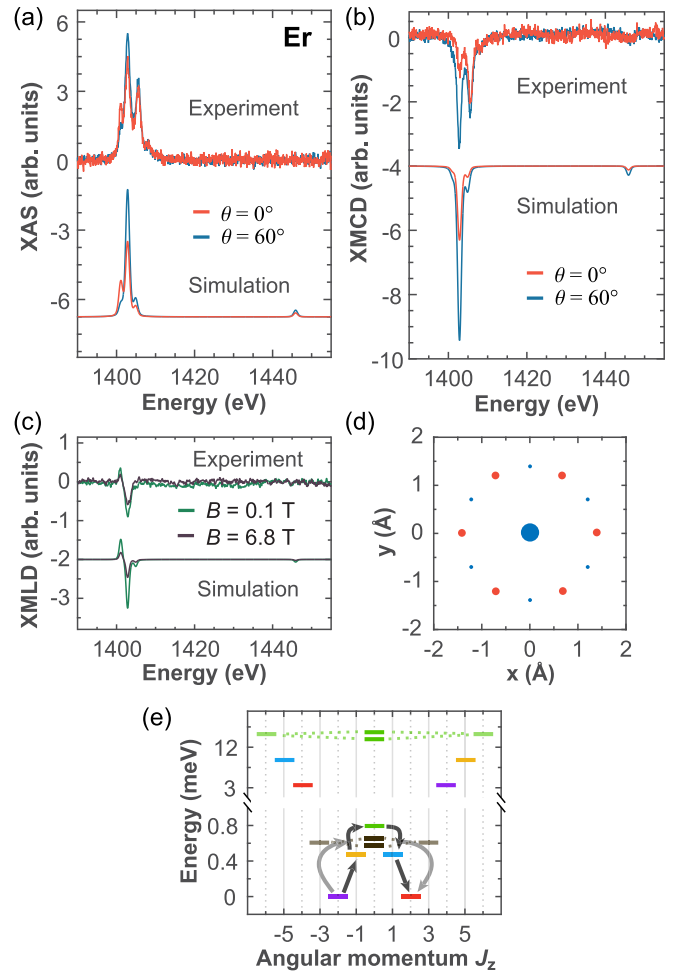 (a)
Er
6
3
0
-3
-6
XAS (arb. units)
Experiment
θ = 0°
θ = 60°
Simulation
1400
1420
1440
Energy (eV)
(b)
0
-2
-4
-6
-8
-10
XMCD (arb. units)
Experiment
Simulation
θ = 0°
θ = 60°
1400
1420
1440
Energy (eV)
(c)
1
0
-1
-2
-3
XMLD (arb. units)
Experiment
B = 0.1 T
B = 6.8 T
Simulation
1400
1420
1440
Energy (eV)
(d)
2
1
0
-1
-2
y (Å)
-2
-1
0
1
2
x (Å)
(e)
12
3
0.8
0.4
0
Energy (meV)
-5
-3
-1
1
3
5
Angular momentum Jz